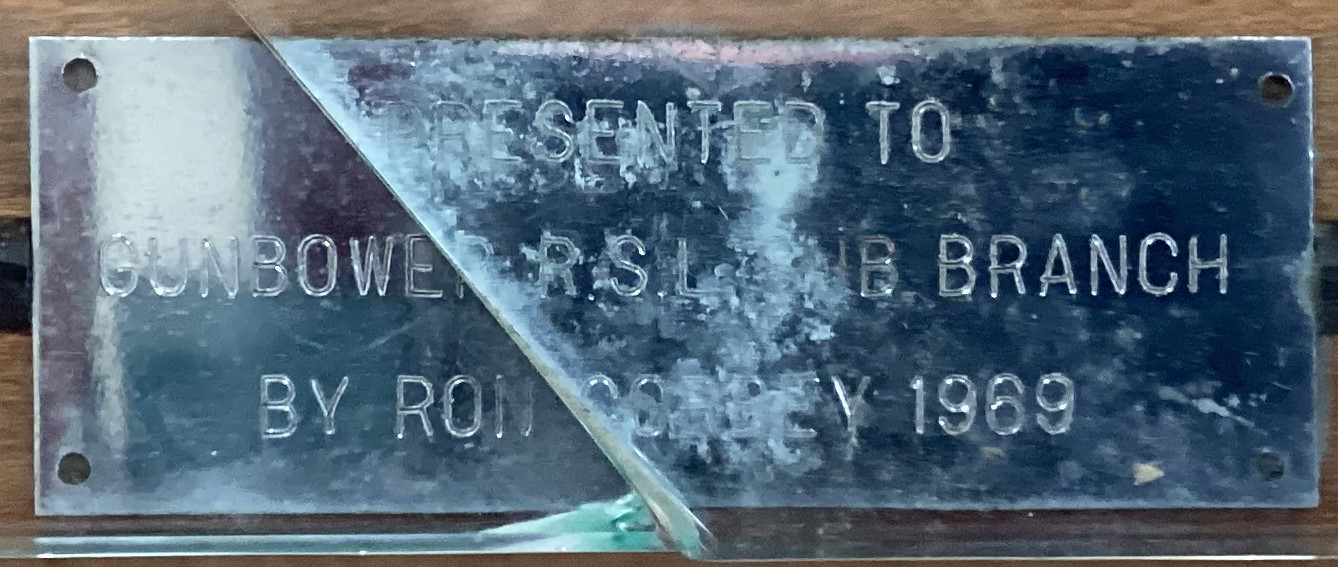 PRESENTED TO
GUNBOWER R.S.L. SUB BRANCH
BY RON 1969